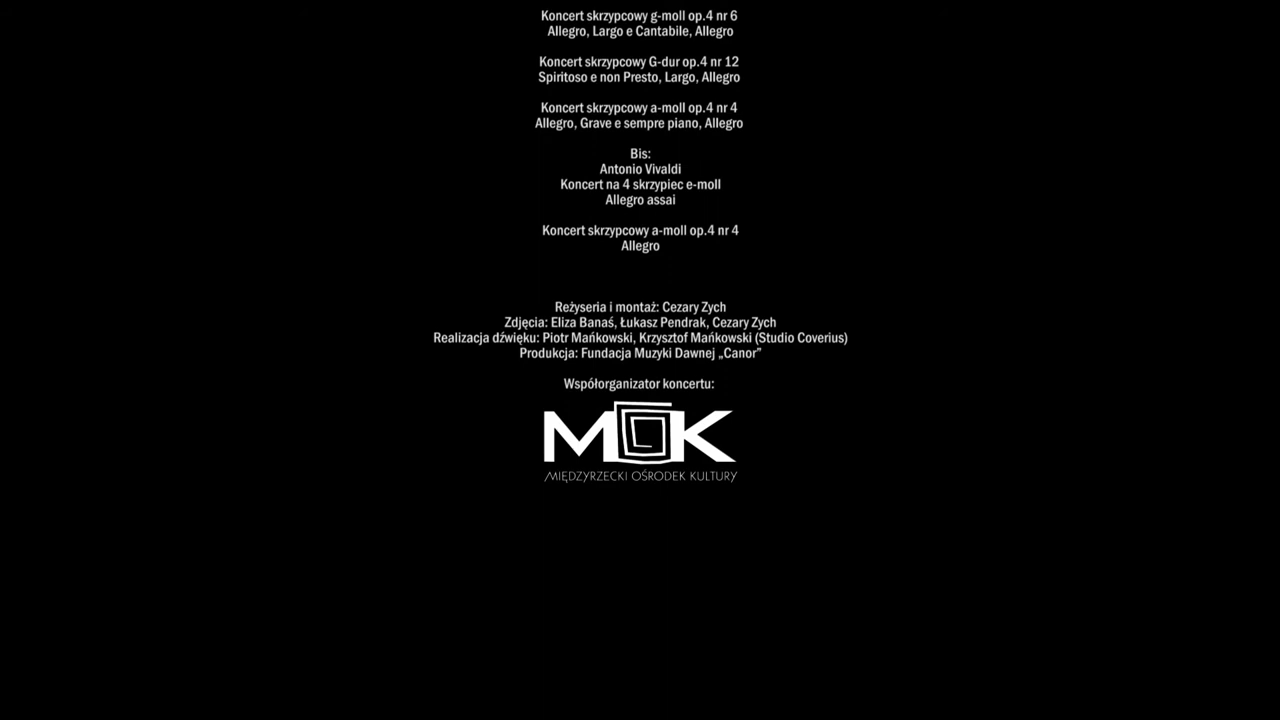 Koncert skrzypcowy g-moll op.4 nr 6
Allegro, Largo e Cantabile, Allegro
Koncert skrzypcowy G-dur op.4 nr 12
Spiritoso e non Presto, Largo, Allegro
Koncert skrzypcowy a-moll op.4 nr 4
Allegro, Grave e sempre piano, Allegro
Bis:
Antonio Vivaldi
Koncert na 4 skrzypiec e-moll
Allegro assai
Koncert skrzypcowy a-moll op.4 nr 4
Allegro
Reżyseria i montaż: Cezary Zych
Zdjęcia: Eliza Banaś, Łukasz Pendrak, Cezary Zych
Realizacja dźwięku: Piotr Mańkowski, Krzysztof Mańkowski (Studio Coverius)
Produkcja: Fundacja Muzyki Dawnej „Canor”
Współorganizator koncertu:
MOK
MIĘDZYRZECKI OŚRODEK KULTURY